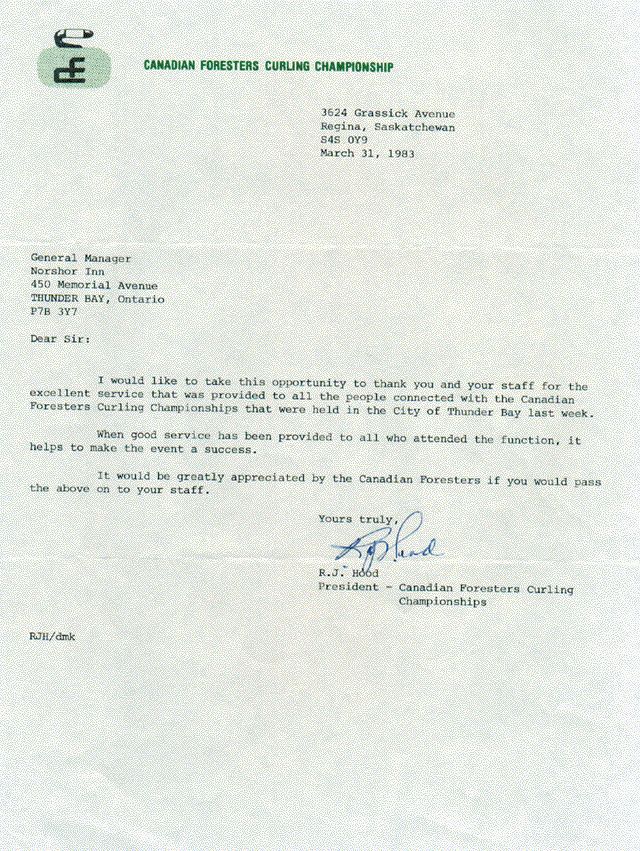 CANADIAN FORESTERS CURLING CHAMPIONSHIP
3624 Grassick Avenue
Regina, Saskatchewan
S4S 0Y9
March 31, 1983
General Manager
Norshor Inn
450 Memorial Avenue
THUNDER BAY, Ontario
P7B 3Y7
Dear Sir:
I would like to take this opportunity to thank you and your staff for the
excellent service that was provided to all the people connected with the Canadian
Foresters Curling Championships that were held in the City of Thunder Bay last week.
When good service has been provided to all who attended the function, it
helps to make the event a success.
It would be greatly appreciated by the Canadian Foresters if you would pass
the above on to your staff.
Yours truly,
R.J. Hood
President - Canadian Foresters Curling
Championships
RJH/dmk